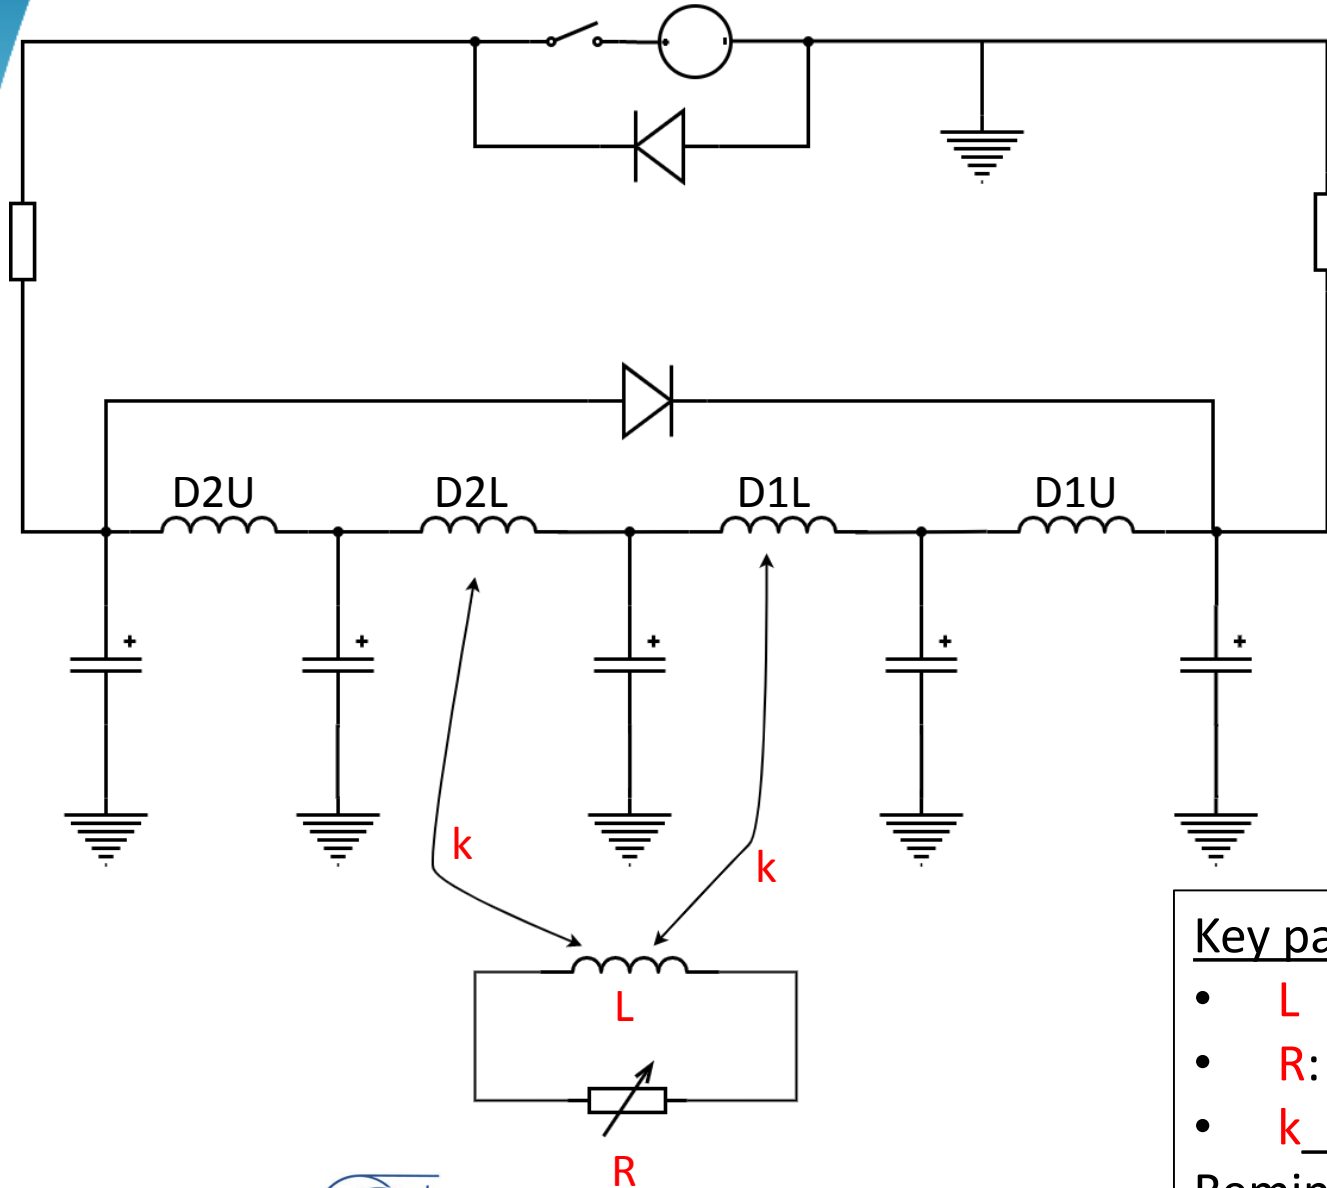 D2U D2L D1L D1U
+ + + + +
k
k
Key pa
L
• L
• R:
• k_
R